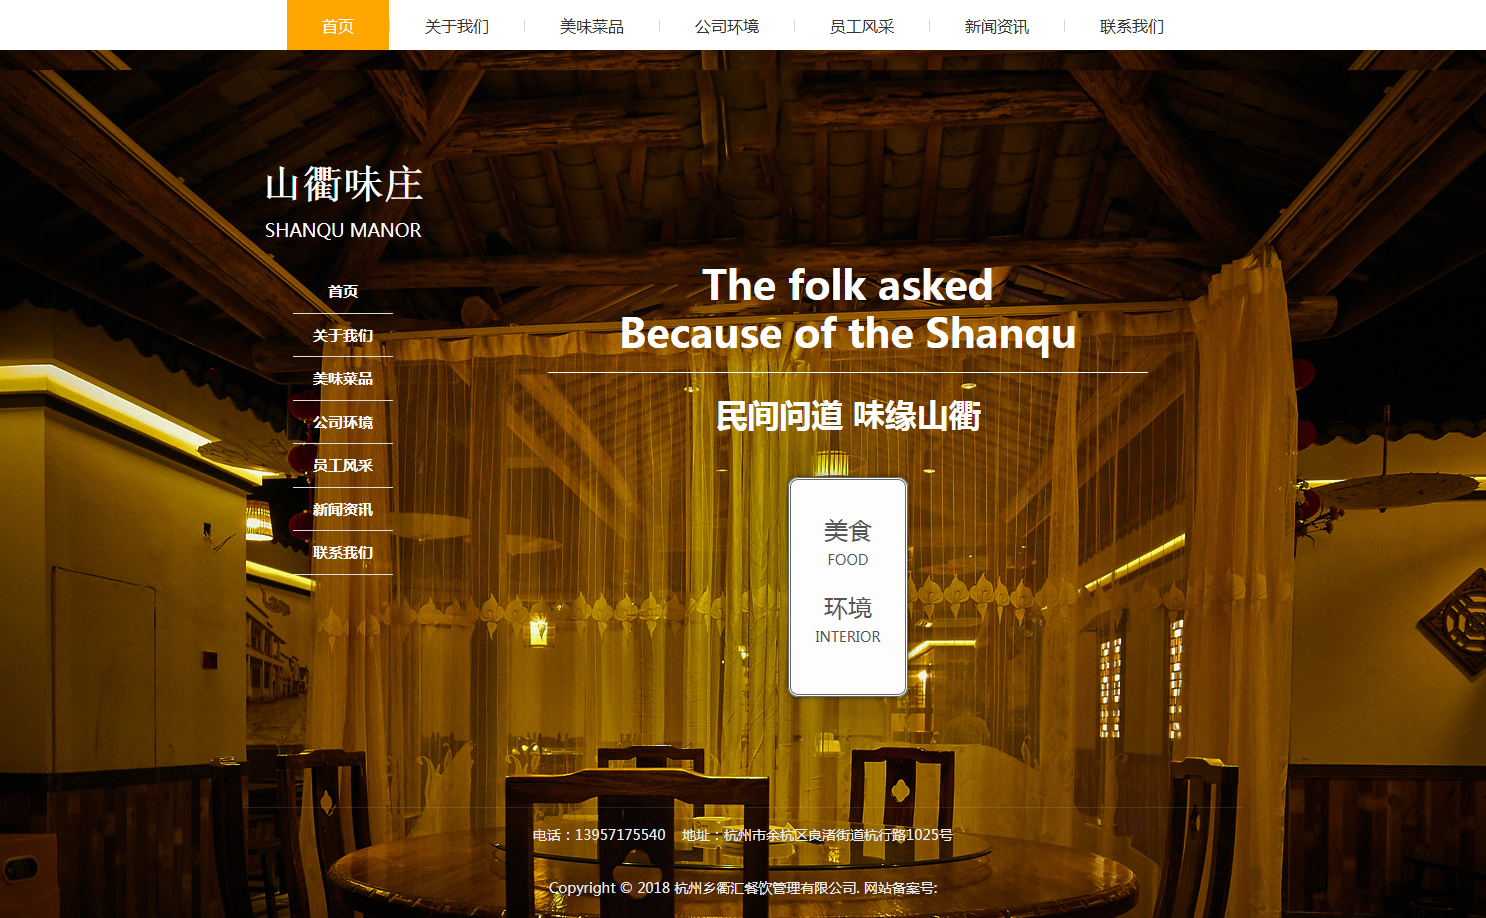 首页 关于我们 美味菜品 公司环境 员工风采 新闻资讯 联系我们
山衢味庄
SHANQU MANOR
首页
关于我们
美味菜品
公司环境
员工风采
新闻资讯
联系我们
The folk asked
Because of the Shanqu
民间问道 味缘山衢
美食
FOOD
环境
INTERIOR
电话：13957175540 地址：杭州市余杭区良渚街道杭行路1025号
Copyright © 2018 杭州乡衢汇餐饮管理有限公司. 网站备案号: